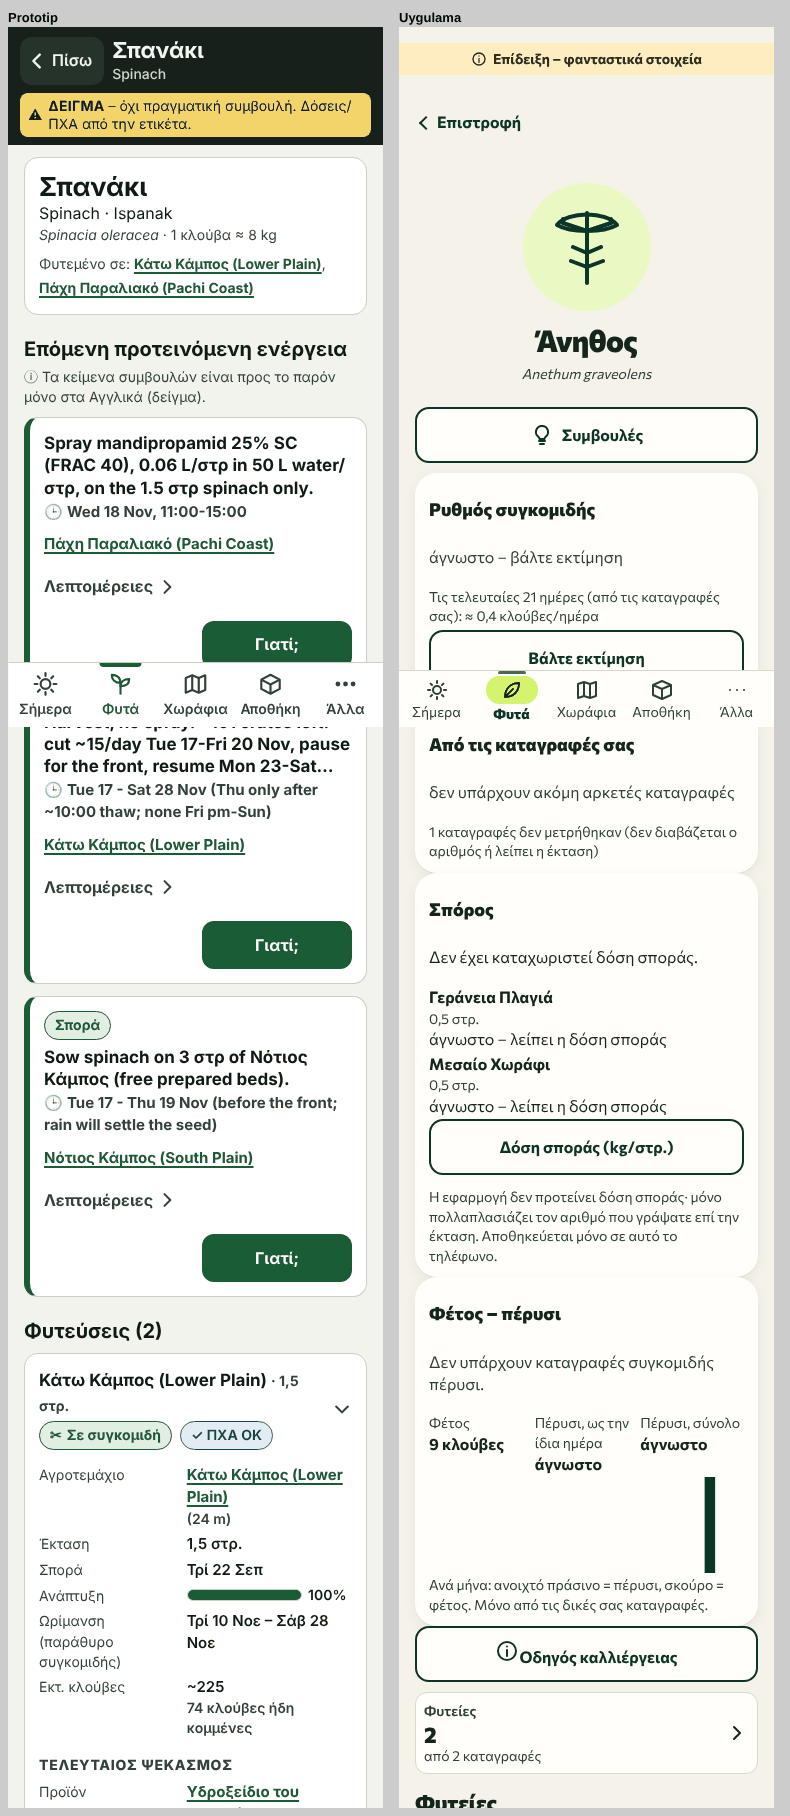 Prototip
Πίσω
Σπανάκι
Spinach
ΔΕΙΓΜΑ – όχι πραγματική συμβουλή. Δόσεις/
ΠΧΑ από την ετικέτα.
Σπανάκι
Spinach · Ispanak
Spinacia oleracea · 1 κλούβα ≈ 8 kg
Φυτεμένο σε: Κάτω Κάμπος (Lower Plain),
Πάχη Παραλιακό (Pachi Coast)
Επόμενη προτεινόμενη ενέργεια
Τα κείμενα συμβουλών είναι προς το παρόν
μόνο στα Αγγλικά (δείγμα).
Spray mandipropamid 25% SC
(FRAC 40), 0.06 L/στρ in 50 L water/
στρ, on the 1.5 στρ spinach only.
Wed 18 Nov, 11:00-15:00
Πάχη Παραλιακό (Pachi Coast)
Λεπτομέρειες
Γιατί;
Σήμερα
Φυτά
Χωράφια
Αποθήκη
Άλλα
cut ~15/day Tue 17-Fri 20 Nov, pause
for the front, resume Mon 23-Sat...
Tue 17 - Sat 28 Nov (Thu only after
~10:00 thaw; none Fri pm-Sun)
Κάτω Κάμπος (Lower Plain)
Λεπτομέρειες
Γιατί;
Σπορά
Sow spinach on 3 στρ of Νότιος
Κάμπος (free prepared beds).
Tue 17 - Thu 19 Nov (before the front;
rain will settle the seed)
Νότιος Κάμπος (South Plain)
Λεπτομέρειες
Γιατί;
Φυτεύσεις (2)
Κάτω Κάμπος (Lower Plain) · 1,5
στρ.
Σε συγκομιδή
ΠΧΑ OK
Αγροτεμάχιο
Κάτω Κάμπος (Lower
Plain)
(24 m)
Έκταση
1,5 στρ.
Σπορά
Τρί 22 Σεπ
Ανάπτυξη
100%
Ωρίμανση
(παράθυρο
συγκομιδής)
Τρί 10 Νοε – Σάβ 28
Νοε
Εκτ. κλούβες
~225
74 κλούβες ήδη
κομμένες
ΤΕΛΕΥΤΑΙΟΣ ΨΕΚΑΣΜΟΣ
Προϊόν
Υδροξείδιο του
Uygulama
Επίδειξη – φανταστικά στοιχεία
Επιστροφή
Άνηθος
Anethum graveolens
Συμβουλές
Ρυθμός συγκομιδής
άγνωστο – βάλτε εκτίμηση
Τις τελευταίες 21 ημέρες (από τις καταγραφές
σας): ≈ 0,4 κλούβες/ημέρα
Βάλτε εκτίμηση
Σήμερα
Φυτά
Χωράφια
Αποθήκη
Άλλα
Από τις καταγραφές σας
δεν υπάρχουν ακόμη αρκετές καταγραφές
1 καταγραφές δεν μετρήθηκαν (δεν διαβάζεται ο
αριθμός ή λείπει η έκταση)
Σπόρος
Δεν έχει καταχωριστεί δόση σποράς.
Γεράνεια Πλαγιά
0,5 στρ.
άγνωστο – λείπει η δόση σποράς
Μεσαίο Χωράφι
0,5 στρ.
άγνωστο – λείπει η δόση σποράς
Δόση σποράς (kg/στρ.)
Η εφαρμογή δεν προτείνει δόση σποράς· μόνο
πολλαπλασιάζει τον αριθμό που γράψατε επί την
έκταση. Αποθηκεύεται μόνο σε αυτό το
τηλέφωνο.
Φέτος – πέρυσι
Δεν υπάρχουν καταγραφές συγκομιδής
πέρυσι.
Φέτος
9 κλούβες
Πέρυσι, ως την
ίδια ημέρα
άγνωστο
Πέρυσι, σύνολο
άγνωστο
Ανά μήνα: ανοιχτό πράσινο = πέρυσι, σκούρο =
φέτος. Μόνο από τις δικές σας καταγραφές.
Οδηγός καλλιέργειας
Φυτείες
2
από 2 καταγραφές
Φυτείες